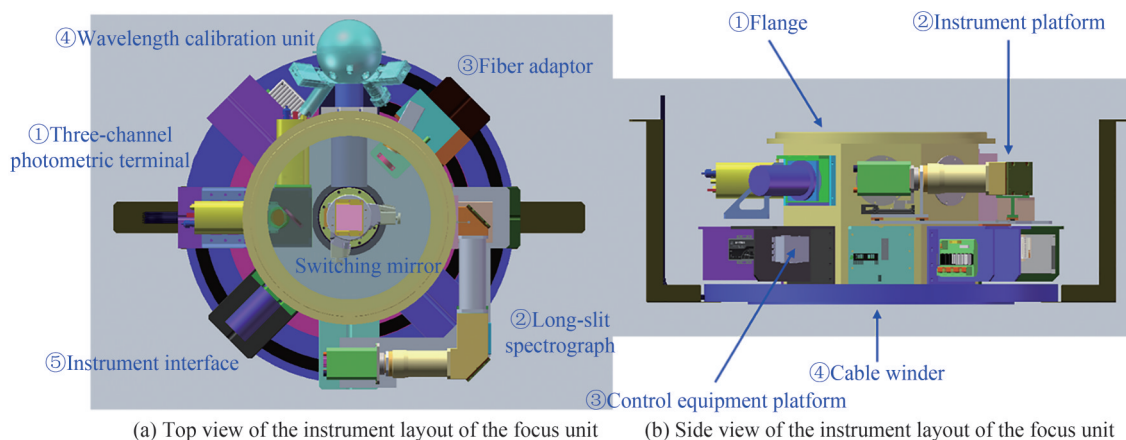 ④Wavelength calibration unit
③Fiber adaptor
①Three-channel
photometric terminal
Switching mirror
②Long-slit
spectrograph
⑤Instrument interface
(a) Top view of the instrument layout of the focus unit
①Flange
②Instrument platform
④Cable winder
③Control equipment platform
(b) Side view of the instrument layout of the focus unit